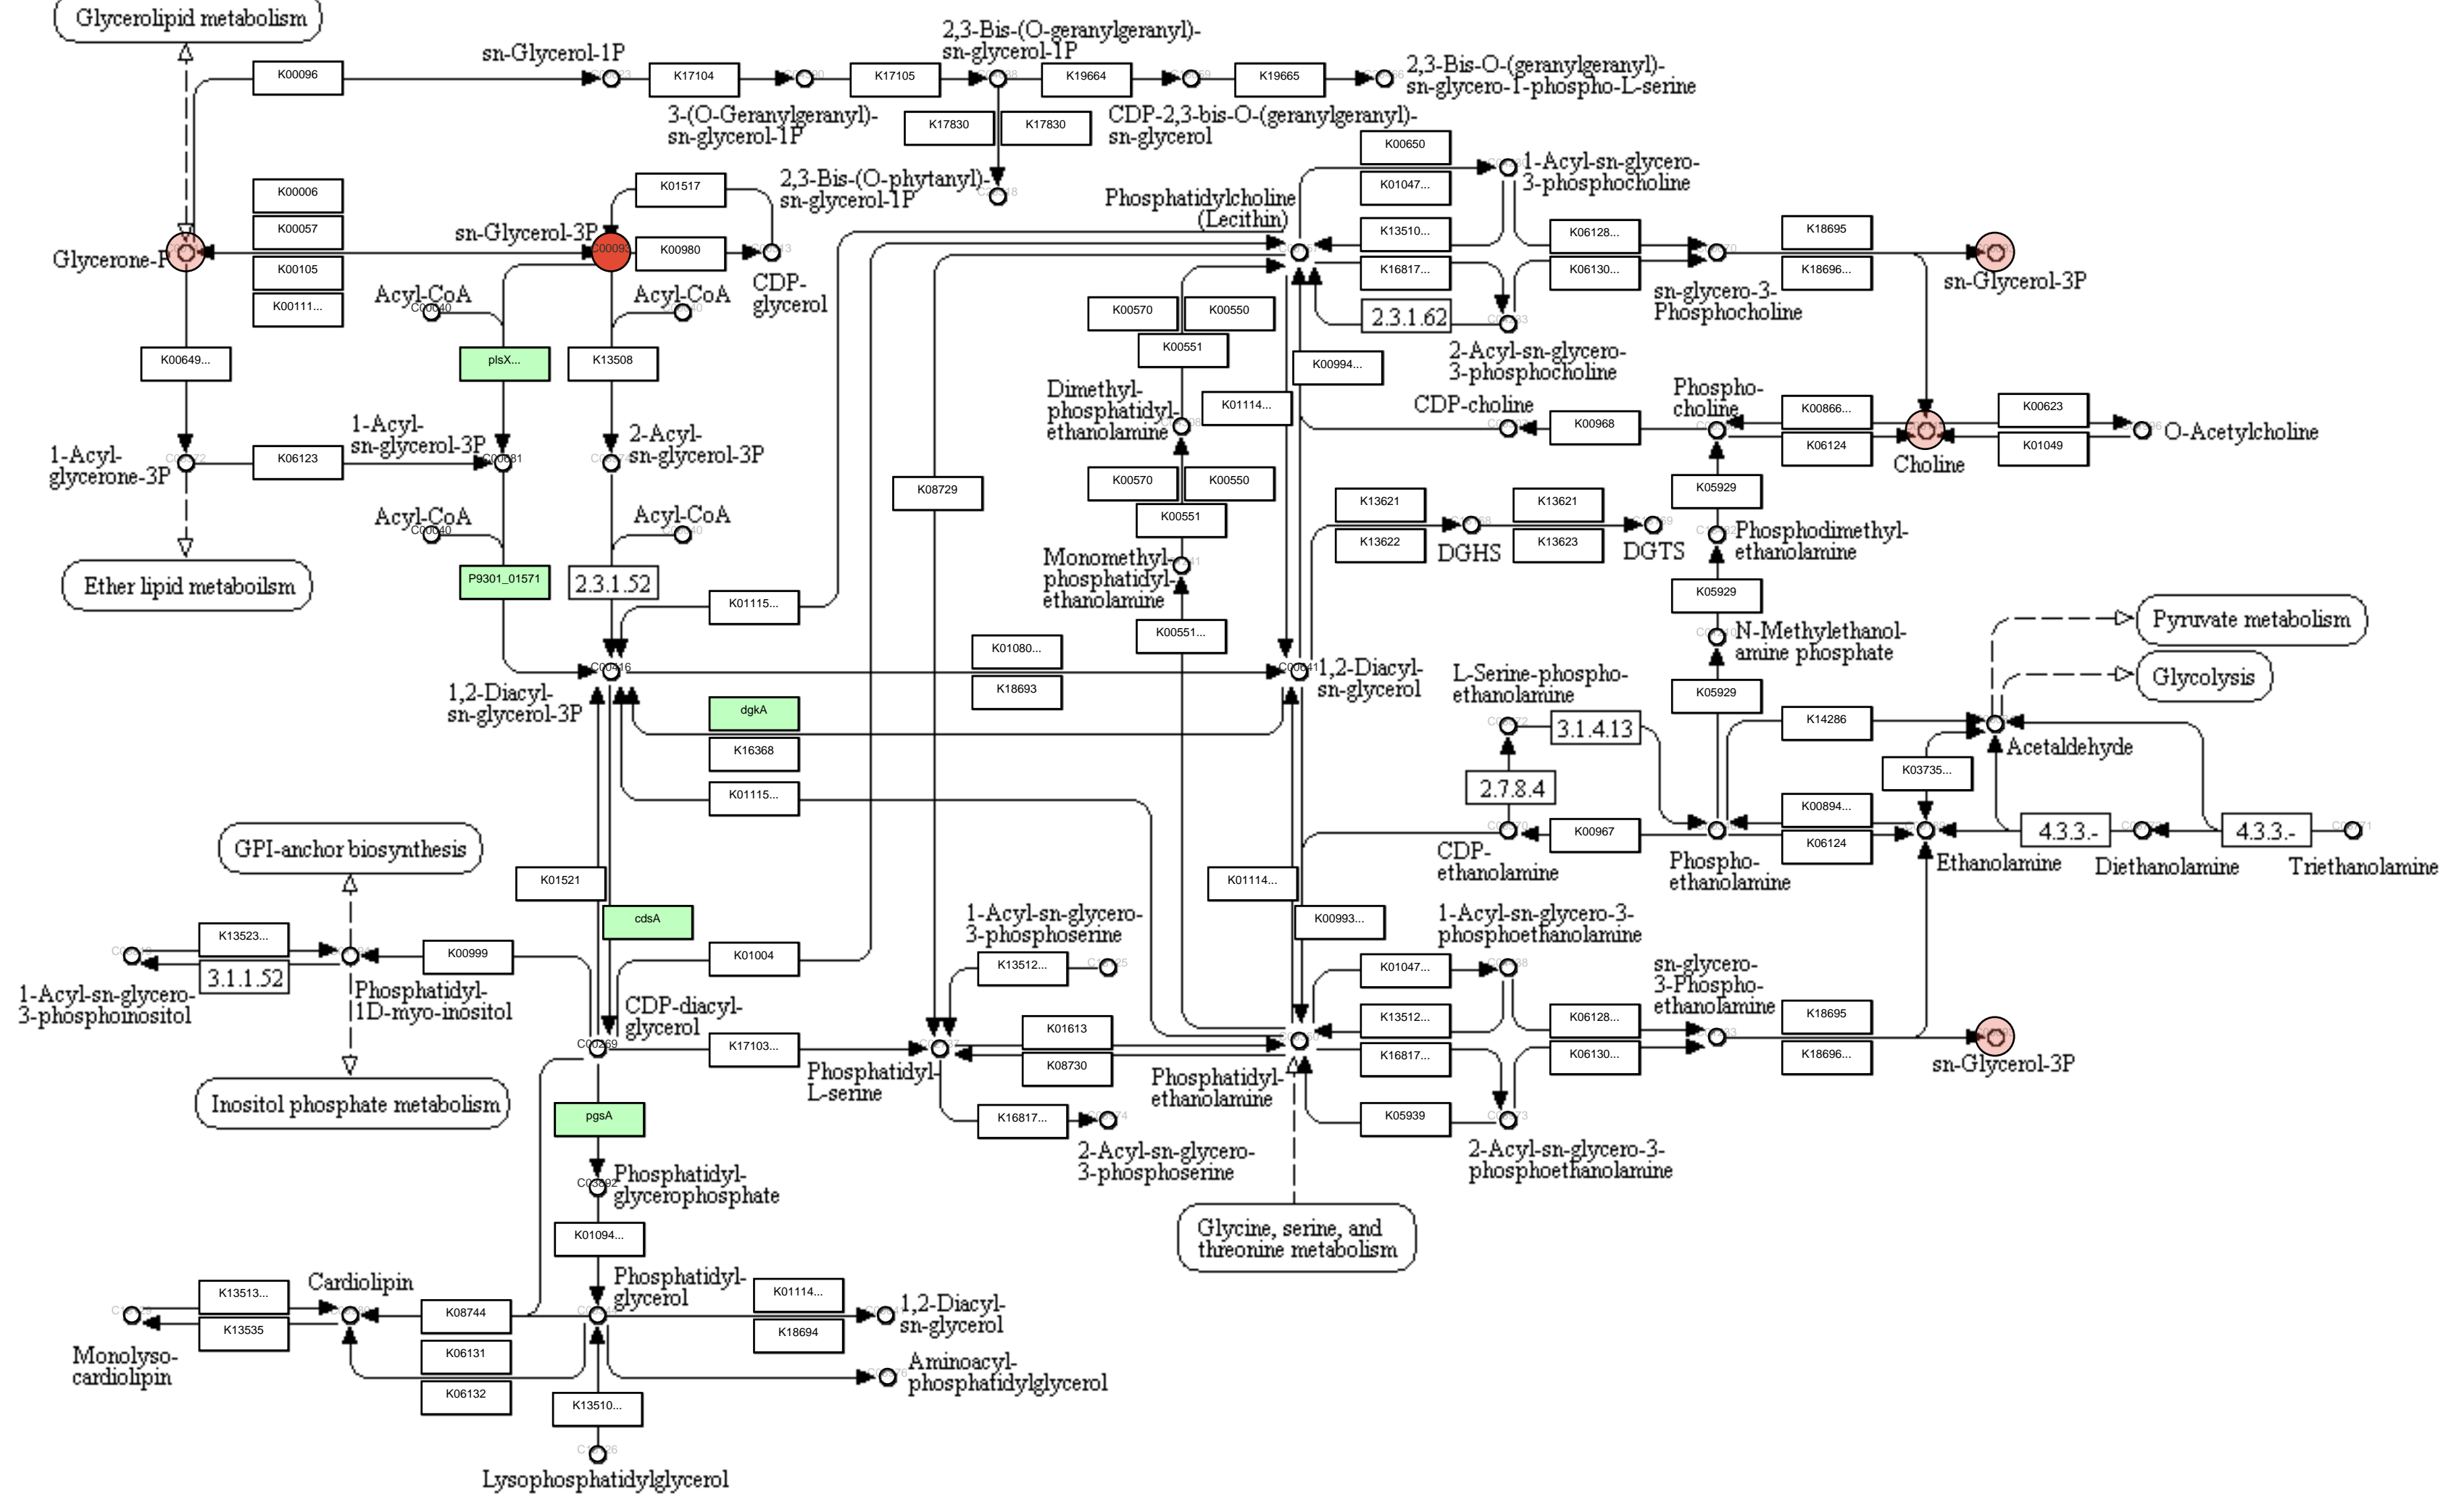 Glycerolipid metabolism
K00096
sn-Glycerol-1P
K17104
3-(O-Geranylgeranyl)-
sn-glycerol-1P
K17105
2,3-Bis-(O-geranylgeranyl)-
sn-glycerol-1P
K19664
CDP-2,3-bis-O-(geranylgeranyl)-
sn-glycerol
K19665
2,3-Bis-O-(geranylgeranyl)-
sn-glycero-1-phospho-L-serine
K17830
K17830
2,3-Bis-(O-phytanyl)-
sn-glycerol-1P
K00006
K00057
K00105
K00111...
Glycerone-P
sn-Glycerol-3P
C00093
K01517
K00980
CDP-
glycerol
Acyl-CoA
C00040
Acyl-CoA
K00649...
plsX...
K13508
1-Acyl-
glycerone-3P
K06123
1-Acyl-
sn-glycerol-3P
C00681
2-Acyl-
sn-glycerol-3P
Acyl-CoA
C00040
Acyl-CoA
Ether lipid metaboilsm
P9301_01571
2.3.1.52
K01115...
C00416
1,2-Diacyl-
sn-glycerol-3P
K01080...
K18693
dgkA
K16368
K01115...
Phosphatidylcholine
(Lecithin)
K00650
K01047...
1-Acyl-sn-glycero-
3-phosphocholine
K13510...
K16817...
2.3.1.62
2-Acyl-sn-glycero-
3-phosphocholine
K06128...
K06130...
sn-glycero-3-
Phosphocholine
K18695
K18696...
sn-Glycerol-3P
K00570
K00550
K00551
K00994...
K01114...
Dimethyl-
phosphatidyl-
ethanolamine
K00570
K00550
K00551
K08729
Monomethyl-
phosphatidyl-
ethanolamine
K00551...
CDP-choline
K00968
Phospho-
choline
K00866...
K06124
Choline
K00623
K01049
O-Acetylcholine
K13621
K13622
DGHS
K13621
K13623
DGTS
K05929
Phosphodimethyl-
ethanolamine
K05929
N-Methylethanol-
amine phosphate
K05929
C00641
1,2-Diacyl-
sn-glycerol
L-Serine-phospho-
ethanolamine
3.1.4.13
2.7.8.4
K14286
Pyruvate metabolism
Glycolysis
Acetaldehyde
K03735...
K00967
CDP-
ethanolamine
Phospho-
ethanolamine
K00894...
K06124
Ethanolamine
4.3.3.-
Diethanolamine
4.3.3.-
Triethanolamine
GPI-anchor biosynthesis
K01521
cdsA
K01004
K13523...
3.1.1.52
1-Acyl-sn-glycero-
3-phosphoinositol
K00999
Phosphatidyl-
1D-myo-inositol
Inositol phosphate metabolism
CDP-diacyl-
glycerol
C00269
K17103...
Phosphatidyl-
L-serine
1-Acyl-sn-glycero-
3-phosphoserine
K13512...
K01613
K08730
K16817...
2-Acyl-sn-glycero-
3-phosphoserine
Phosphatidyl-
ethanolamine
K01114...
K00993...
1-Acyl-sn-glycero-3-
phosphoethanolamine
K01047...
K13512...
K16817...
K05939
2-Acyl-sn-glycero-3-
phosphoethanolamine
K06128...
K06130...
sn-glycero-
3-Phospho-
ethanolamine
K18695
K18696...
sn-Glycerol-3P
Glycine, serine, and
threonine metabolism
pgsA
Phosphatidyl-
glycerophosphate
C03892
K01094...
Phosphatidyl-
glycerol
Cardiolipin
K13513...
K13535
Monolyso-
cardiolipin
K08744
K06131
K06132
K01114...
K18694
1,2-Diacyl-
sn-glycerol
Aminoacyl-
phosphatidylglycerol
K13510...
Lysophosphatidylglycerol